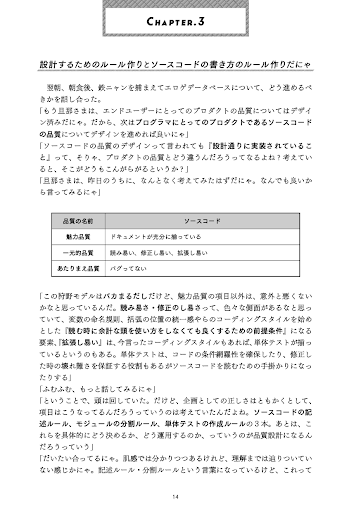 CHAPTER.3
設計するためのルール作りとソースコードの書き方のルール作りだにゃ
翌朝、朝食後、鉄ニャンを捕まえてエロゲデータベースについて、どう進めるべ
きかを話し合った。
「もう旦那さまは、エンドユーザーにとってのプロダクトの品質についてはデザイ
ン済みだにゃ。だから、次はプログラマにとってのプロダクトであるソースコード
の品質についてデザインを進めれば良いにゃ」
「ソースコードの品質のデザインって言われても『設計通りに実装されているこ
と』って、そりゃ、プロダクトの品質とどう違うんだろうってなるよね？考えてい
ると、そこがどうもこんがらがるというか？」
「旦那さまは、昨日のうちに、なんとなく考えてみたはずだにゃ。なんでも良いか
ら言ってみるにゃ」
品質の名前 ソースコード
魅力品質 ドキュメントが充分に揃っている
一元的品質 読み易い、修正し易い、拡張し易い
あたりまえ品質 バグってない
「この狩野モデルはバカまるだしだけど、魅力品質の項目以外は、意外と悪くない
かなと思っているんだ。読み易さ・修正のし易さって、色々な側面があるなと思っ
ていて、変数の命名規則、括弧の位置の統一感やらのコーディングスタイルを始め
とした『読む時に余計な頭を使い方をしなくても良くするための前提条件』になる
要素、『拡張し易い』は、今言ったコーディングスタイルもあれば、単体テストが揃っ
ているというのもある。単体テストは、コードの条件網羅性を確保したり、修正し
た時の壊れ難さを保証する役割もあるがソースコードを読むための手掛かりになっ
たりする」
「ふむふむ、もっと話してみるにゃ」
「ということで、頭は回していた。だけど、企画としての正しさはともかくとして、
項目はこうなってるんだろうっていうのは考えていたんだよね。ソースコードの記
述ルール、モジュールの分割ルール、単体テストの作成ルールの３本。あとは、こ
れらを具体的にどう決めるか、どう運用するのか、っていうのが品質設計になるん
だろうっていう」
「だいたい合ってるにゃ。肌感では分かりつつあるけれど、理解までは辿りついてい
ない感じかにゃ。記述ルール・分割ルールという言葉になっているけど、これって
14